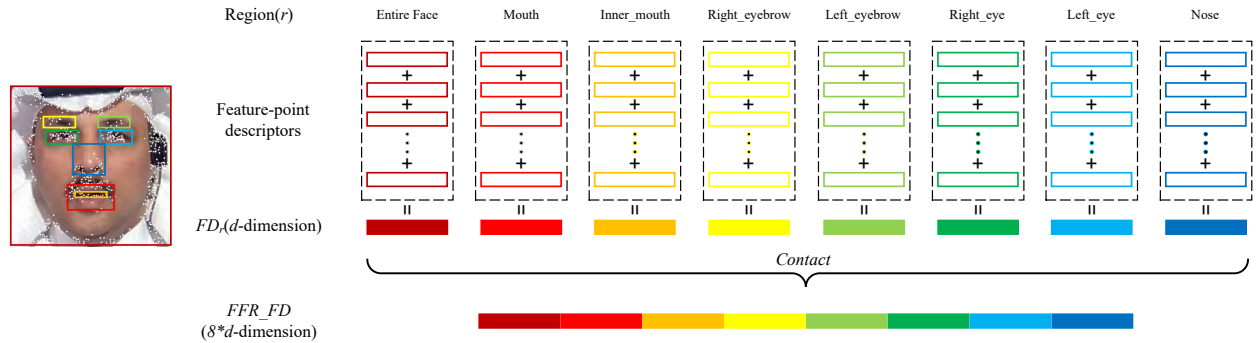 Region(r) Entire Face Mouth Inner_mouth Right_eyebrow Left_eyebrow Right_eye Left_eye Nose
+ + + + + + + +
+ + + + + + + +
Feature-point
descriptors
+ + + + + + + +
= = = = = = = =
FDr(d-dimension)
Contact
FFR_FD
(8*d-dimension)